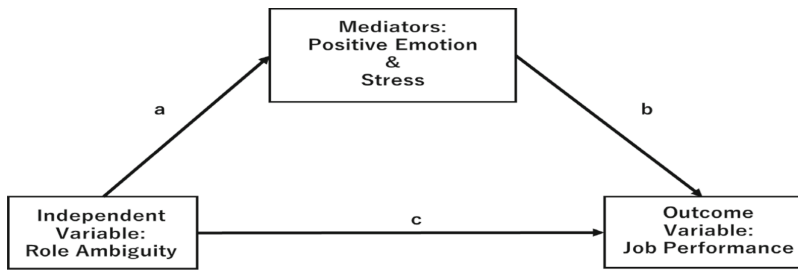 Mediators:
Positive Emotion
&
Stress
a
b
Independent
Variable:
Role Ambiguity
c
Outcome
Variable:
Job Performance